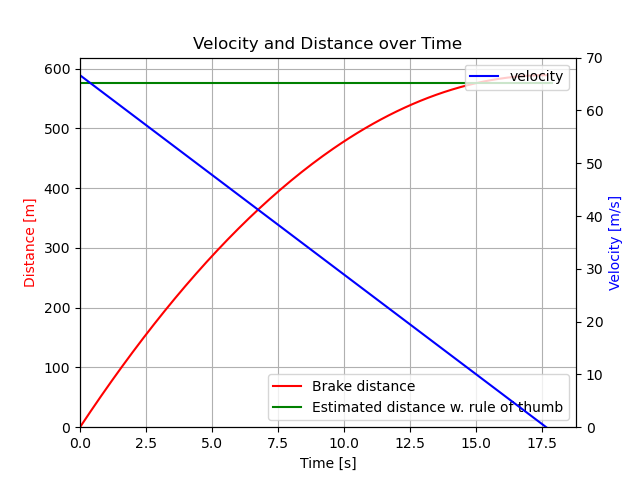 Velocity and Distance over Time
600
500
400
300
200
100
0
Distance [m]
70
60
50
40
30
20
10
0
Velocity [m/s]
velocity
Brake distance
Estimated distance w. rule of thumb
0.0 2.5 5.0 7.5 10.0 12.5 15.0 17.5
Time [s]